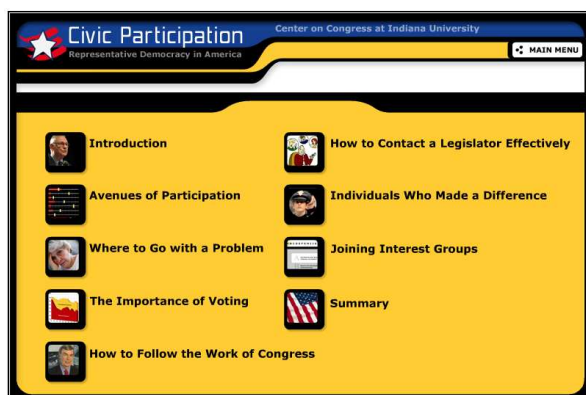 Civic Participation
Representative Democracy in America
Center on Congress at Indiana University
MAIN MENU
Introduction
Avenues of Participation
Where to Go with a Problem
The Importance of Voting
How to Follow the Work of Congress
How to Contact a Legislator Effectively
Individuals Who Made a Difference
Joining Interest Groups
Summary